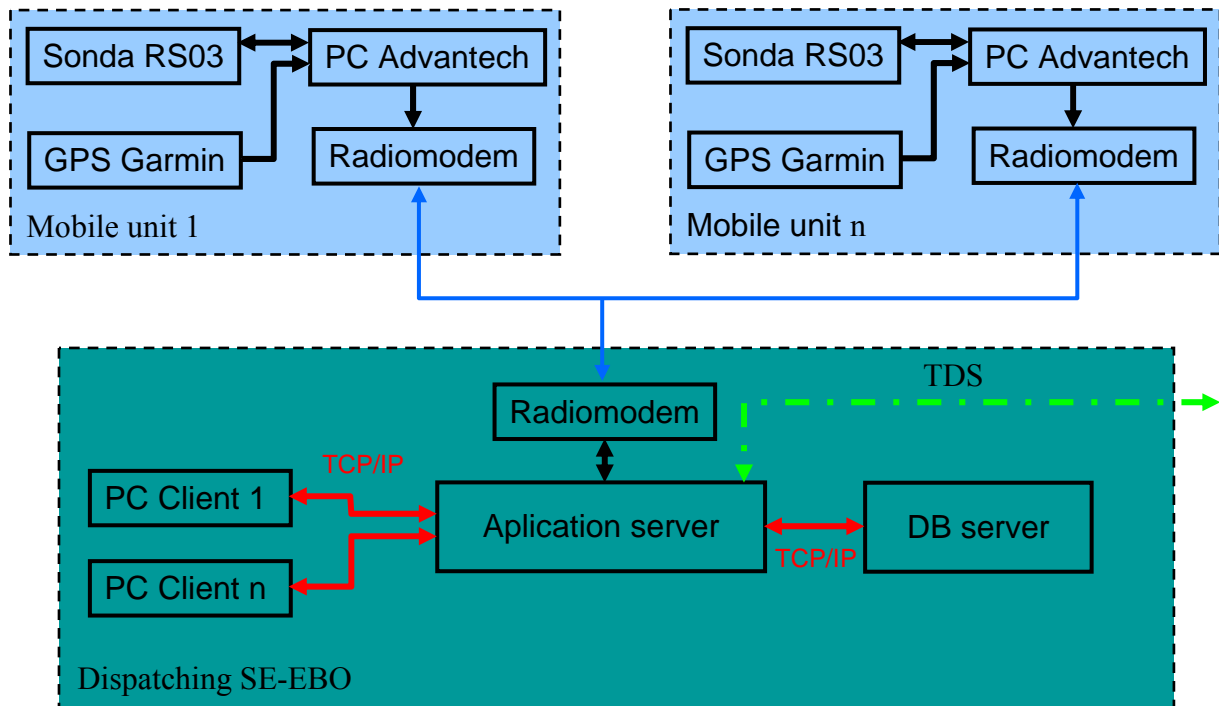 Sonda RS03
PC Advantech
GPS Garmin
Radiomodem
Mobile unit 1
Sonda RS03
PC Advantech
GPS Garmin
Radiomodem
Mobile unit n
TDS
Radiomodem
TCP/IP
PC Client 1
Aplication server
DB server
TCP/IP
PC Client n
Dispatching SE-EBO